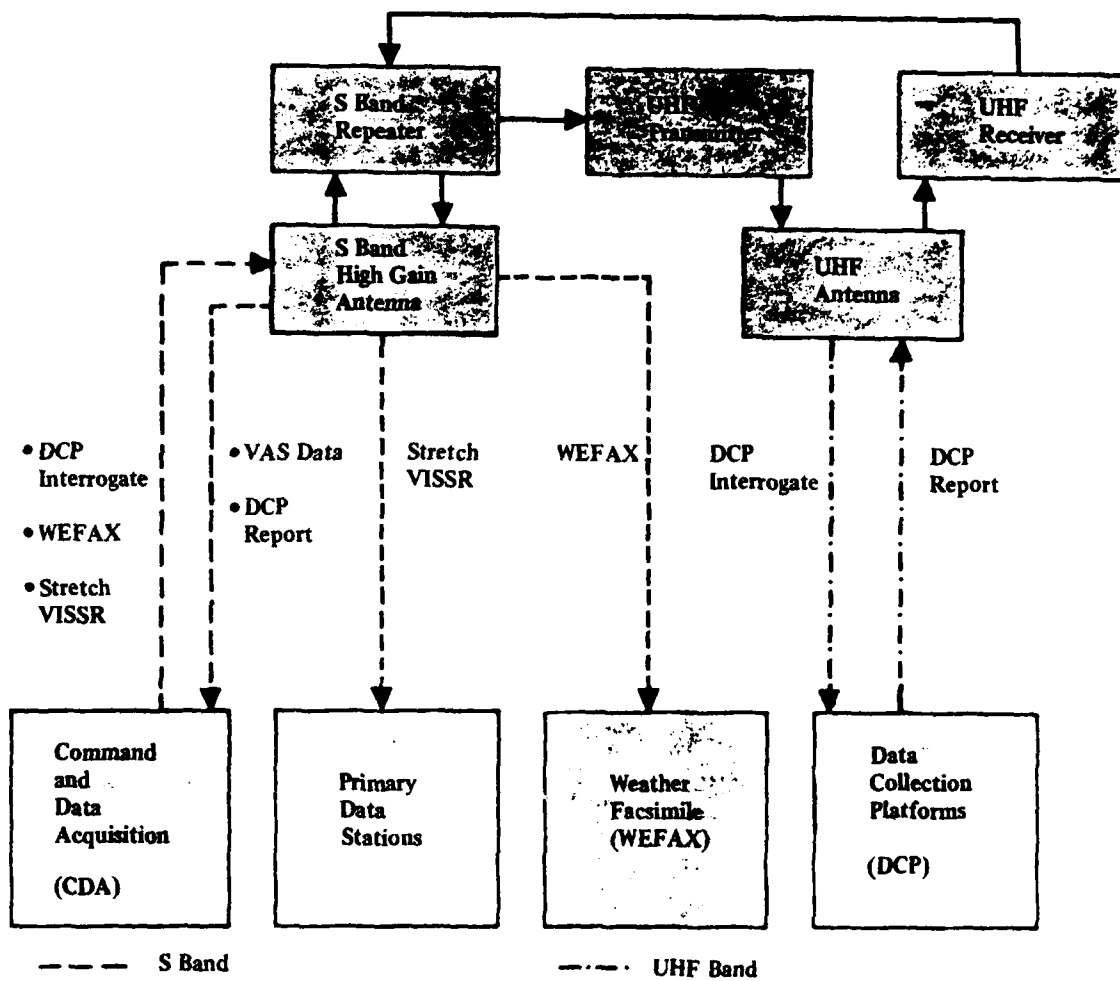 S Band
Repeater
UHF
Transmitter
UHF
Receiver
S Band
High Gain
Antenna
UHF
Antenna
• DCP
Interrogate
• WEFAX
• Stretch
VISSR
• VAS Data
• DCP
Report
Stretch
VISSR
WEFAX
DCP
Interrogate
DCP
Report
Command
and
Data
Acquisition
(CDA)
Primary
Data
Stations
Weather
Facsimile
(WEFAX)
Data
Collection
Platforms
(DCP)
S Band
UHF Band